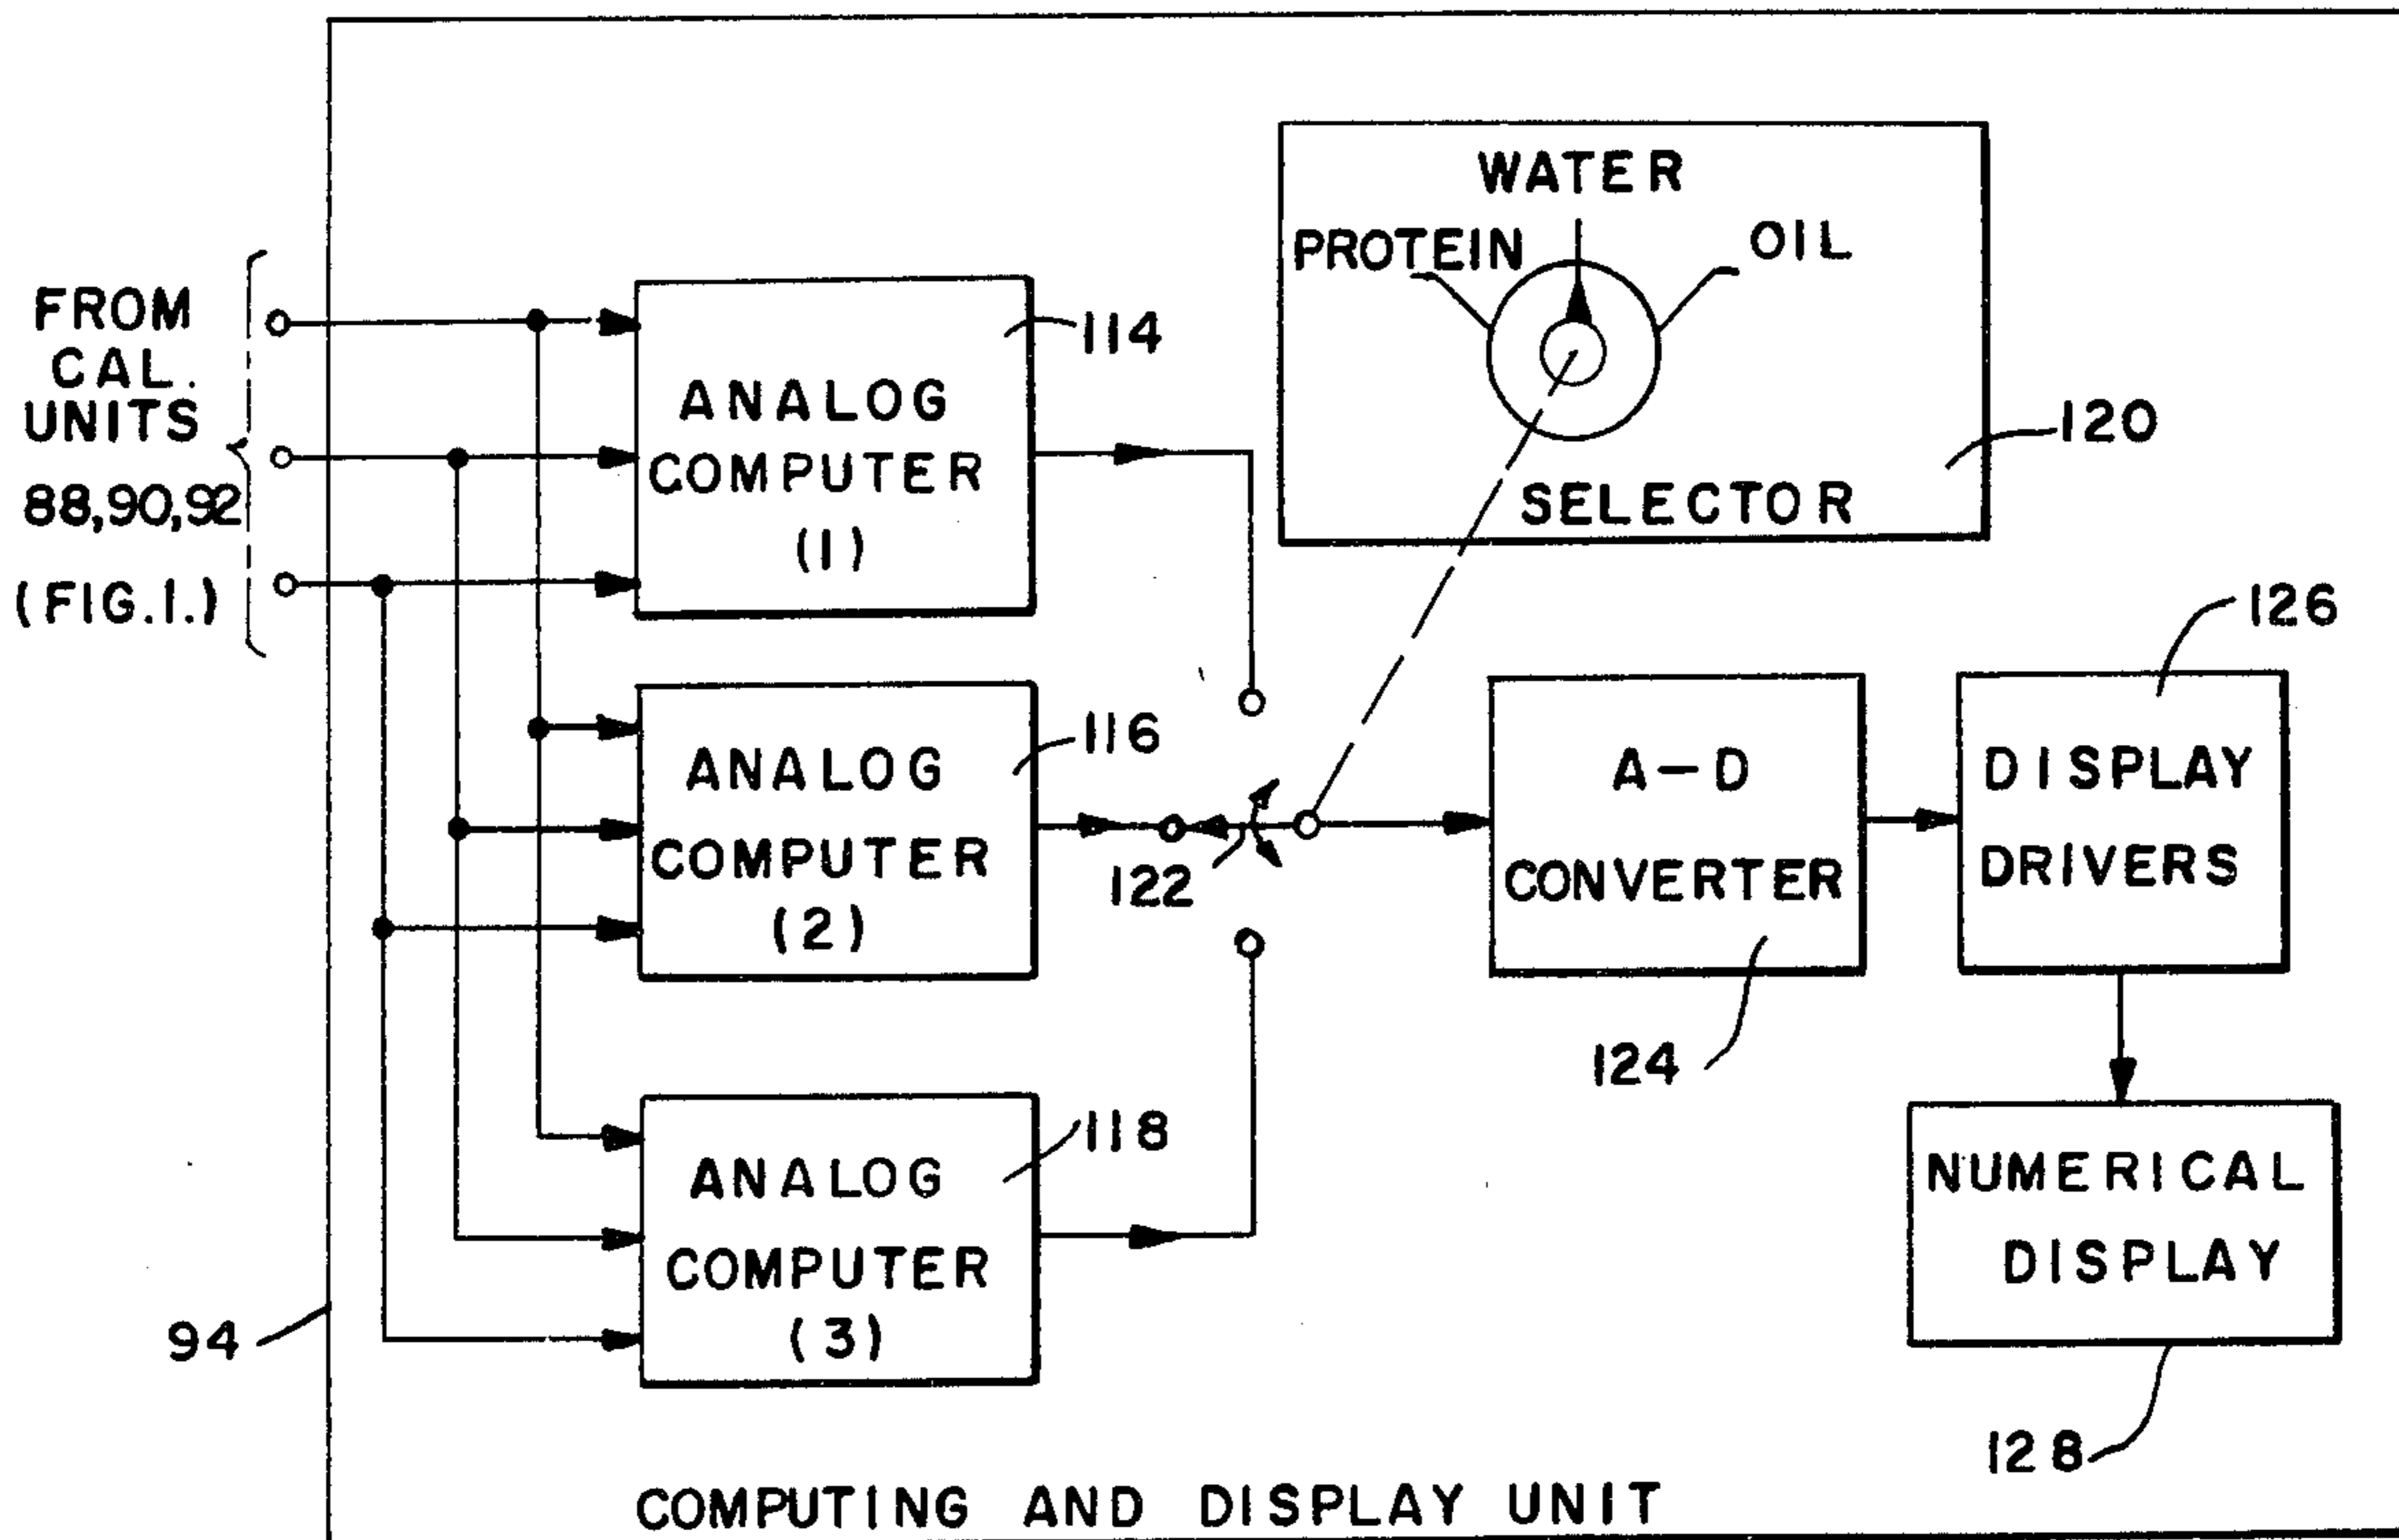 FROM
CAL.
UNITS
88,90,92
(FIG.1.)
ANALOG
COMPUTER
(1)
114
WATER
PROTEIN
OIL
SELECTOR
120
ANALOG
COMPUTER
(2)
116
122
A-D
CONVERTER
124
DISPLAY
DRIVERS
126
ANALOG
COMPUTER
(3)
118
NUMERICAL
DISPLAY
128
94
COMPUTING AND DISPLAY UNIT